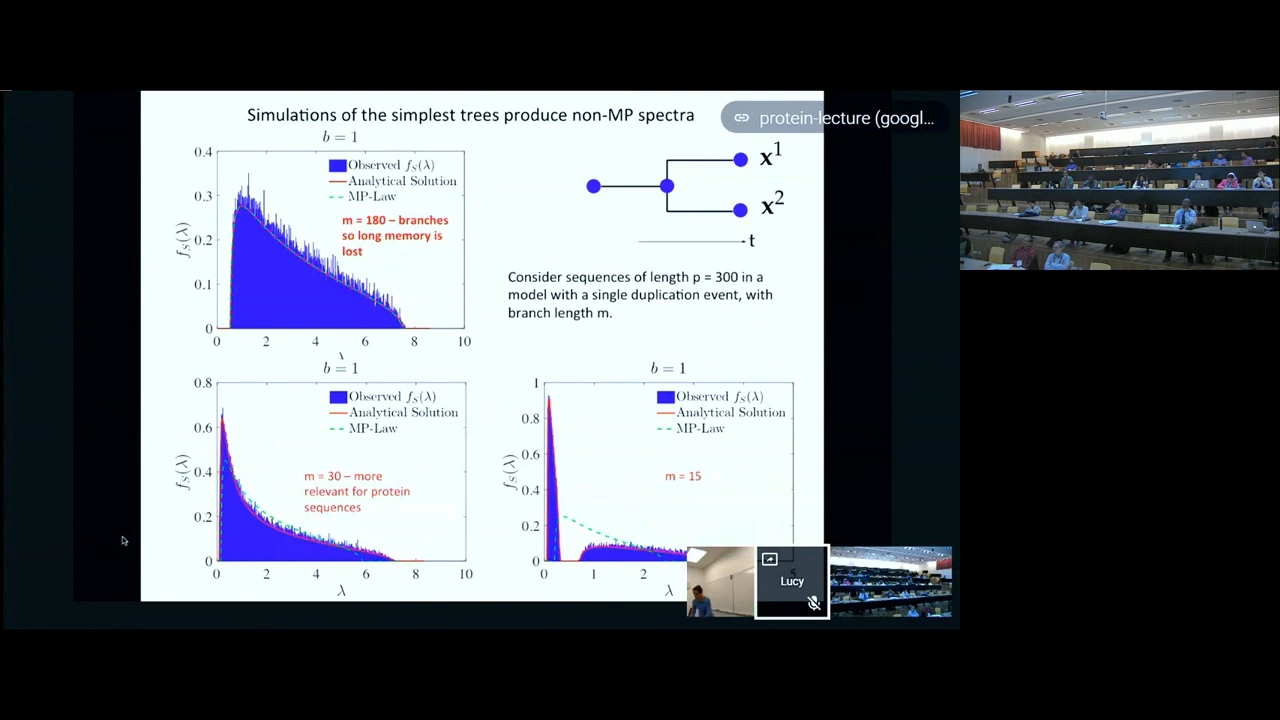 Simulations of the simplest trees produce non-MP spectra
protein-lecture (googl...
b = 1
Observed f_S(λ)
Analytical Solution
MP-Law
m = 180 – branches
so long memory is
lost
f_S(λ)
0.4
0.3
0.2
0.1
0
0 2 4 6 8 10
λ
x¹
x²
t
Consider sequences of length p = 300 in a
model with a single duplication event, with
branch length m.
b = 1
Observed f_S(λ)
Analytical Solution
MP-Law
m = 30 – more
relevant for protein
sequences
f_S(λ)
0.8
0.6
0.4
0.2
0
0 2 4 6 8 10
λ
b = 1
Observed f_S(λ)
Analytical Solution
MP-Law
m = 15
f_S(λ)
1
0.8
0.6
0.4
0.2
0
0 1 2 5
λ
Lucy